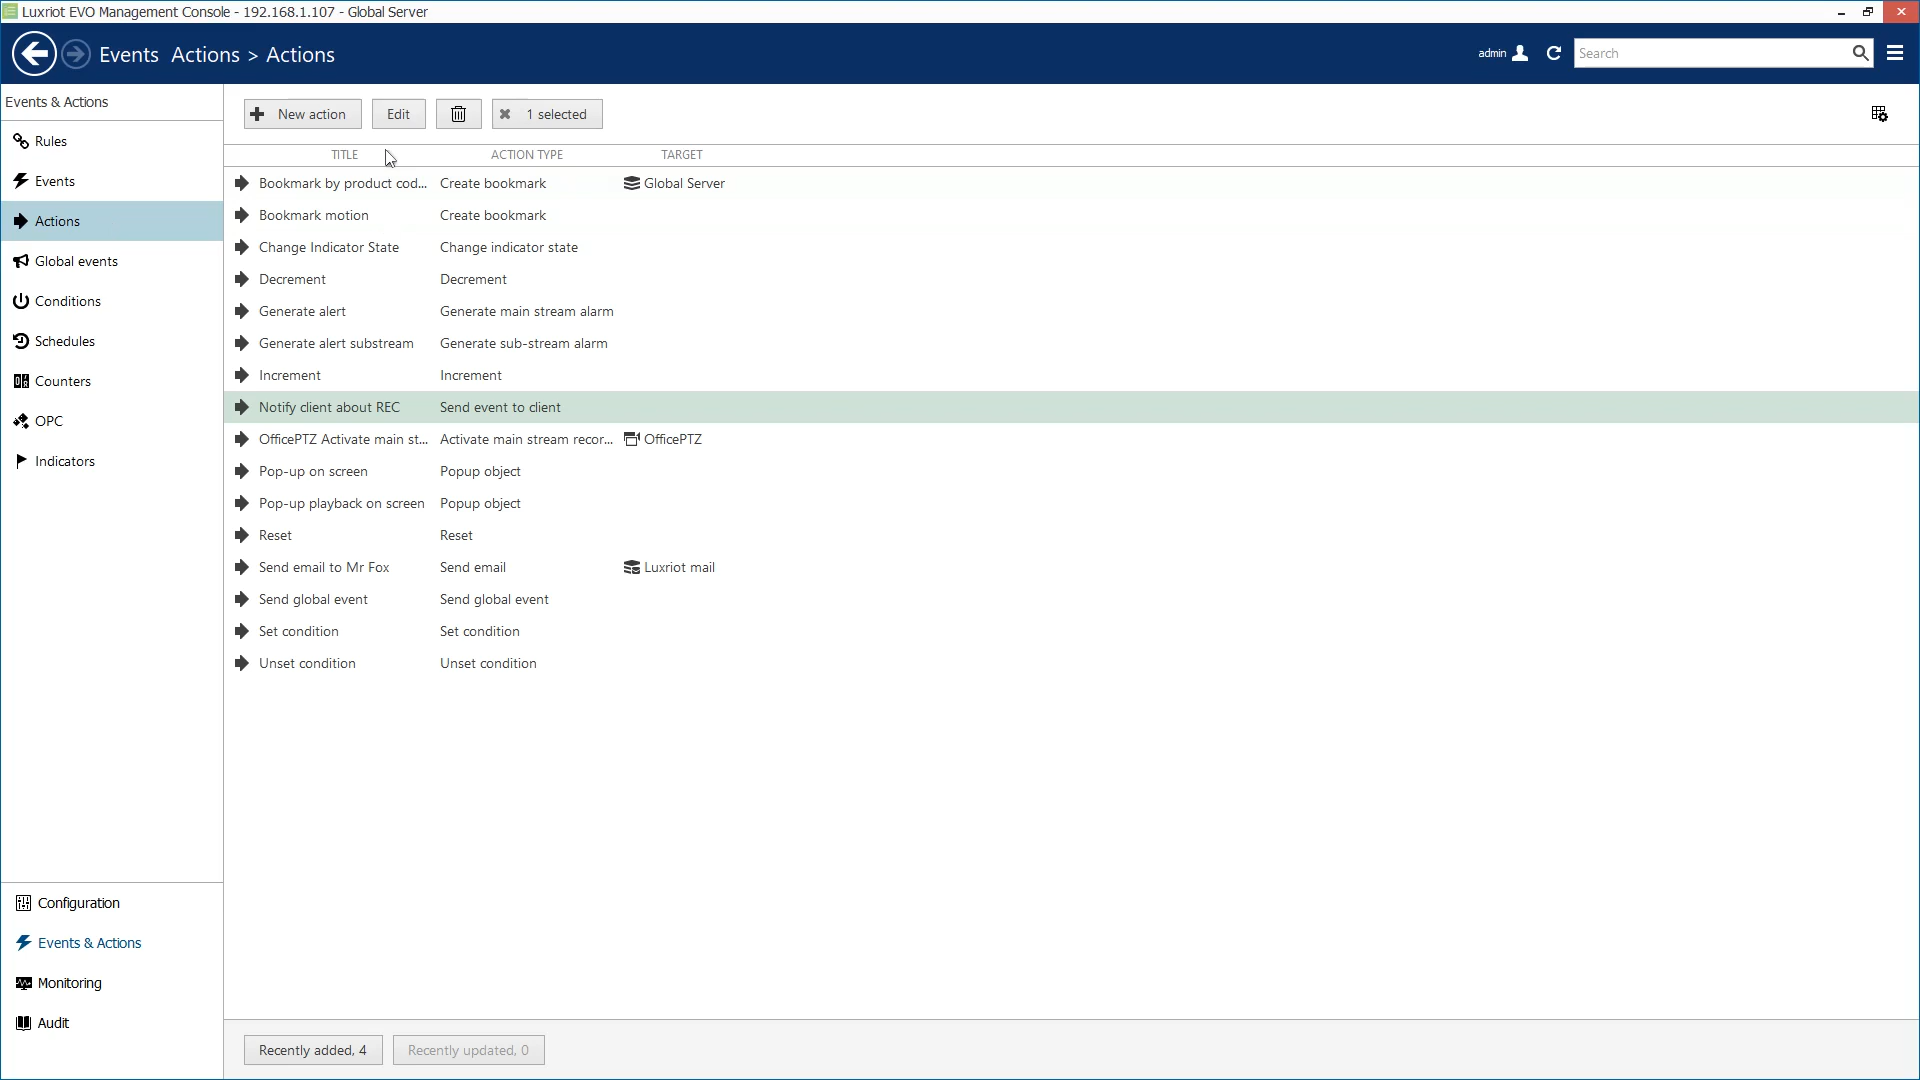 Luxriot EVO Management Console - 192.168.1.107 - Global Server
Events Actions > Actions
admin
Search
Events & Actions
Rules
Events
Actions
Global events
Conditions
Schedules
Counters
OPC
Indicators
Configuration
Events & Actions
Monitoring
Audit
New action
Edit
1 selected
TITLE ACTION TYPE TARGET
Bookmark by product cod... Create bookmark Global Server
Bookmark motion Create bookmark
Change Indicator State Change indicator state
Decrement Decrement
Generate alert Generate main stream alarm
Generate alert substream Generate sub-stream alarm
Increment Increment
Notify client about REC Send event to client
OfficePTZ Activate main st... Activate main stream recor... OfficePTZ
Pop-up on screen Popup object
Pop-up playback on screen Popup object
Reset Reset
Send email to Mr Fox Send email Luxriot mail
Send global event Send global event
Set condition Set condition
Unset condition Unset condition
Recently added, 4
Recently updated, 0